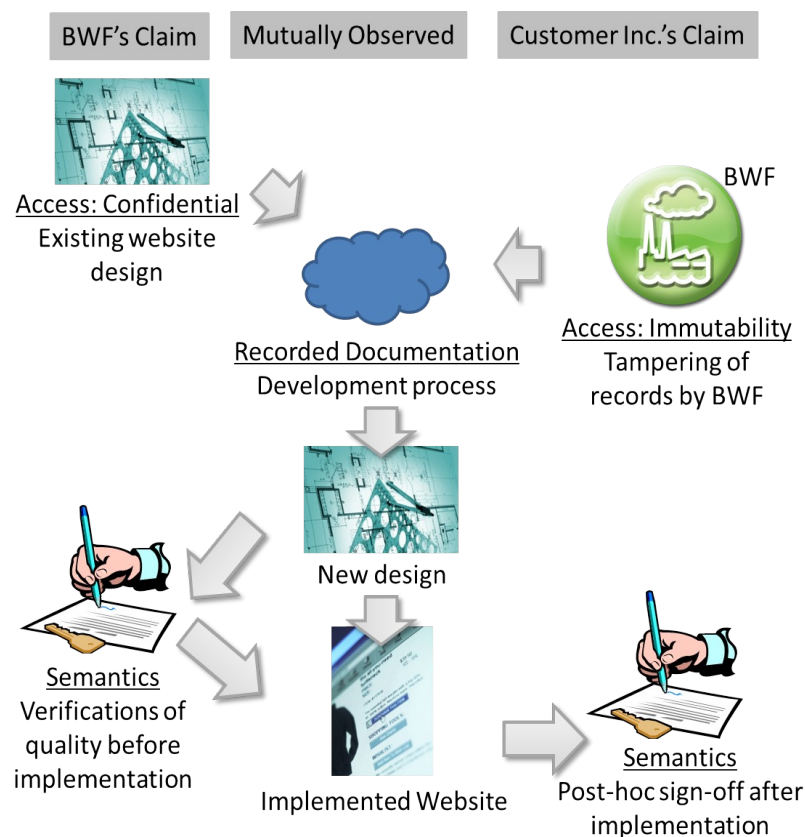 BWF's Claim
Mutually Observed
Customer Inc.'s Claim
BWF
Access: Confidential
Existing website
design
Access: Immutability
Tampering of
records by BWF
Recorded Documentation
Development process
New design
Semantics
Verifications of
quality before
implementation
Implemented Website
Semantics
Post-hoc sign-off after
implementation